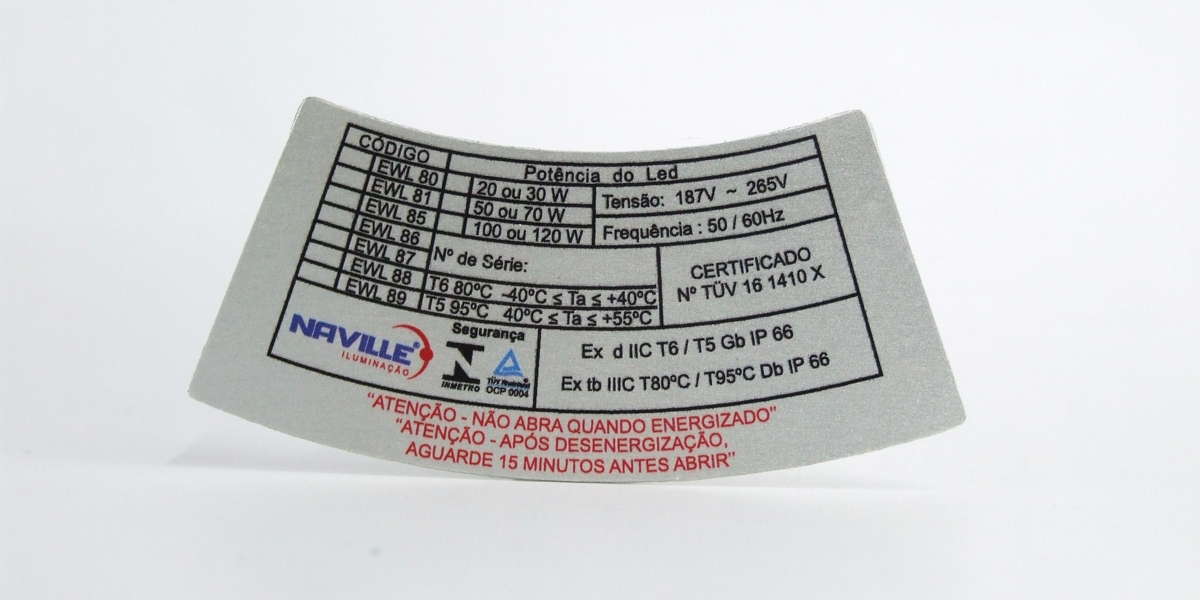 CÓDIGO
EWL 80
EWL 81
EWL 85
EWL 86
EWL 87
EWL 88
EWL 89
Potência do Led
20 ou 30 W
50 ou 70 W
100 ou 120 W
Tensão: 187V ~ 265V
Frequência : 50 / 60Hz
Nº de Série:
T6 80ºC -40ºC ≤ Ta ≤ +40ºC
T5 95ºC 40ºC ≤ Ta ≤ +55ºC
CERTIFICADO
Nº TÜV 16 1410 X
NAVILLE
ILUMINAÇÃO
Segurança
INMETRO
TÜV Rheinland
OCP 0004
Ex d IIC T6 / T5 Gb IP 66
Ex tb IIIC T80ºC / T95ºC Db IP 66
"ATENÇÃO - NÃO ABRA QUANDO ENERGIZADO"
"ATENÇÃO - APÓS DESENERGIZAÇÃO,
AGUARDE 15 MINUTOS ANTES ABRIR"